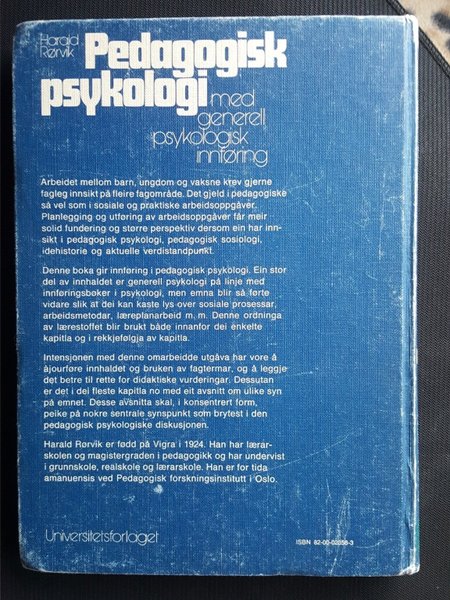 Harald
Rørvik
Pedagogisk
psykologi
med
generell
psykologisk
innføring
Arbeidet mellom barn, ungdom og vaksne krev gjerne
fagleg innsikt på fleire fagområde. Det gjeld i pedagogiske
så vel som i sosiale og praktiske arbeidsoppgåver.
Planlegging og utføring av arbeidsoppgåver får meir
solid fundering og større perspektiv dersom ein har inn-
sikt i pedagogisk psykologi, pedagogisk sosiologi,
idehistorie og aktuelle verdistandpunkt.
Denne boka gir innføring i pedagogisk psykologi. Ein stor
del av innhaldet er generell psykologi på linje med
innføringsbøker i psykologi, men emna blir så førte
vidare slik at dei kan kaste lys over sosiale prosessar,
arbeidsmetodar, læreplanarbeid m. m. Denne ordninga
av lærestoffet blir brukt både innanfor dei enkelte
kapitla og i rekkjefølgja av kapitla.
Intensjonen med denne omarbeidde utgåva har vore å
àjourføre innhaldet og bruken av fagtermar, og å leggje
det betre til rette for didaktiske vurderingar. Dessutan
er det i dei fleste kapitla no med eit avsnitt om ulike syn
på emnet. Desse avsnitta skal, i konsentrert form,
peike på nokre sentrale synspunkt som brytest i den
pedagogisk psykologiske diskusjonen.
Harald Rørvik er fødd på Vigra i 1924. Han har lærar-
skolen og magistergraden i pedagogikk og har undervist
i grunnskole, realskole og lærarskole. Han er for tida
amanuensis ved Pedagogisk forskningsinstitutt i Oslo.
Universitetsforlaget
ISBN 82-00-02358-3